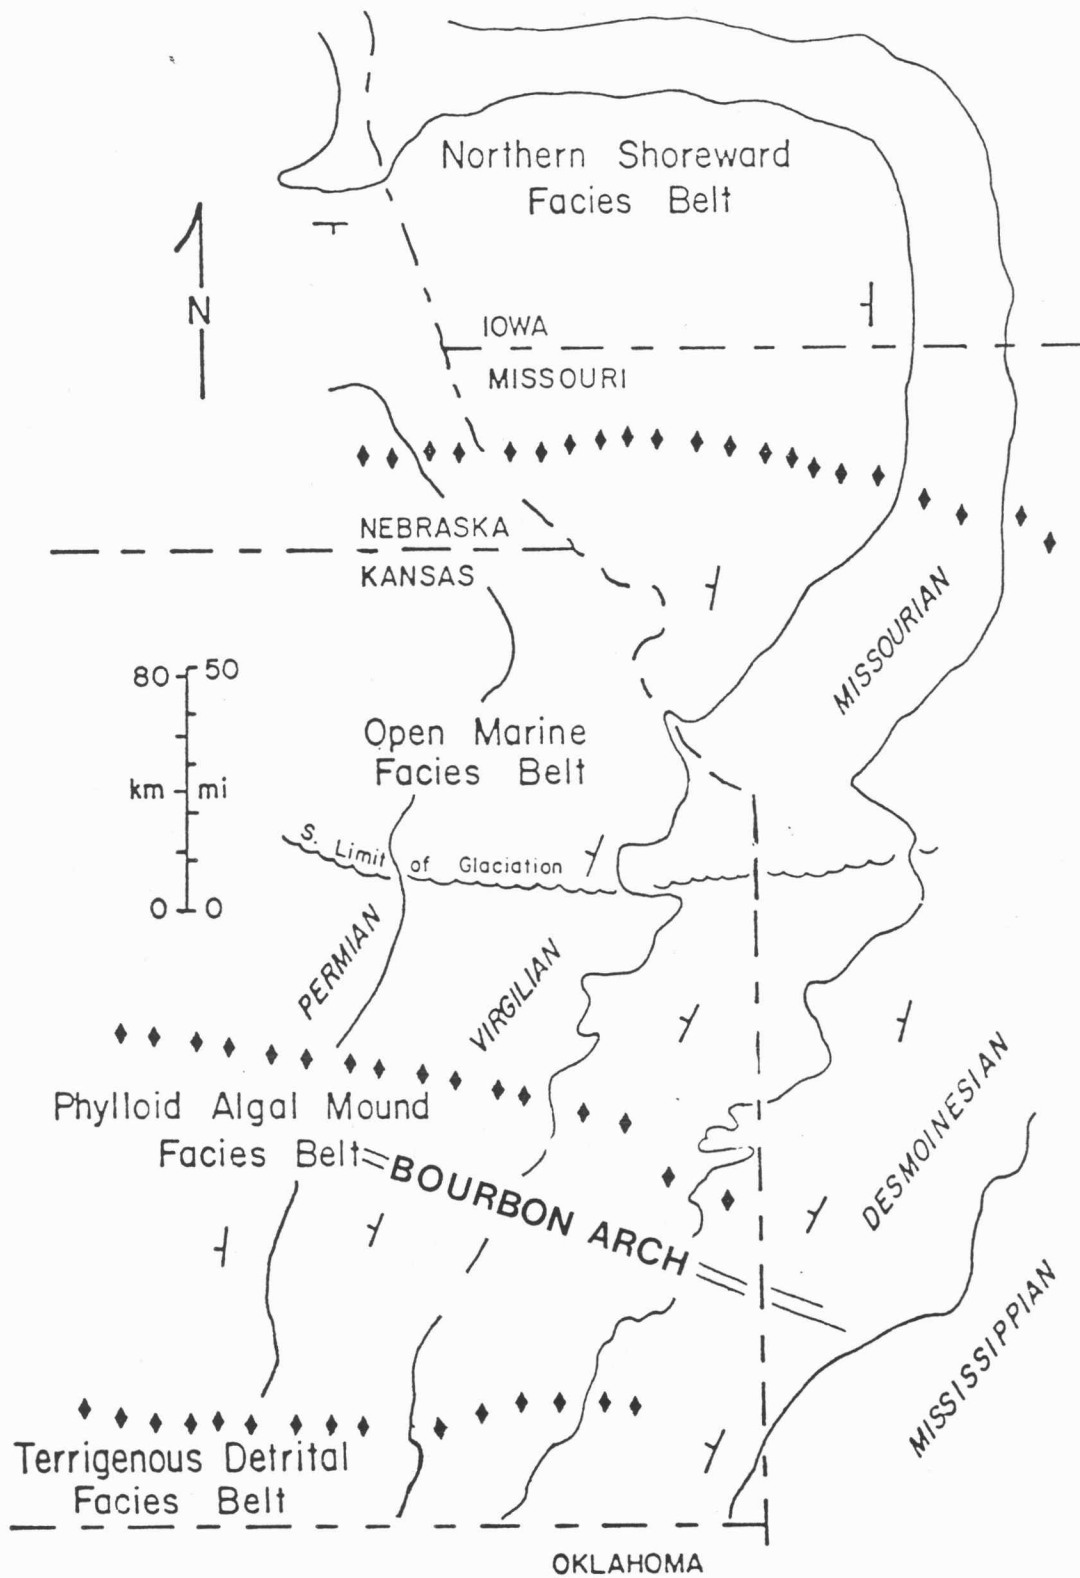 Northern Shoreward
Facies Belt
N
IOWA
MISSOURI
NEBRASKA
KANSAS
MISSOURIAN
80 50
Open Marine
Facies Belt
km mi
S. Limit of Glaciation
0 0
PERMIAN
VIRGILIAN
Phylloid Algal Mound
Facies Belt
BOURBON ARCH
DESMOINESIAN
MISSISSIPPIAN
Terrigenous Detrital
Facies Belt
OKLAHOMA